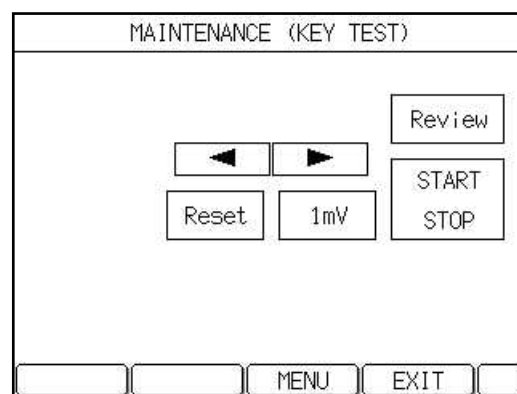 MAINTENANCE (KEY TEST)
Review
◄ ►
START
Reset 1mV STOP
MENU EXIT